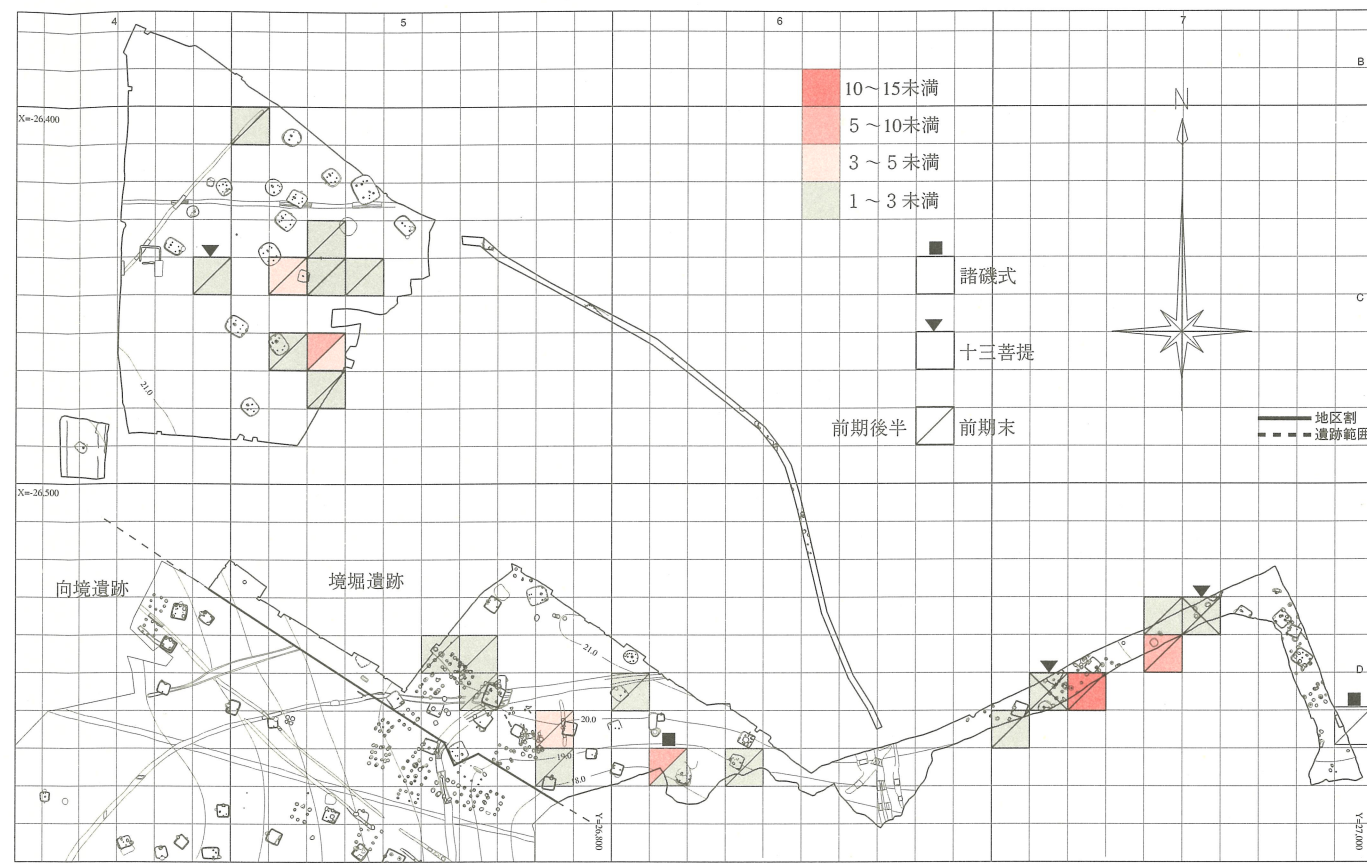 4
5
6
7
B
C
D
X=-26,400
X=-26,500
10～15未満
5～10未満
3～5未満
1～3未満
N
諸磯式
十三菩提
前期後半
前期末
地区割
遺跡範囲
21.0
向境遺跡
境堀遺跡
21.0
20.0
19.0
18.0
Y=26,800
Y=27,000